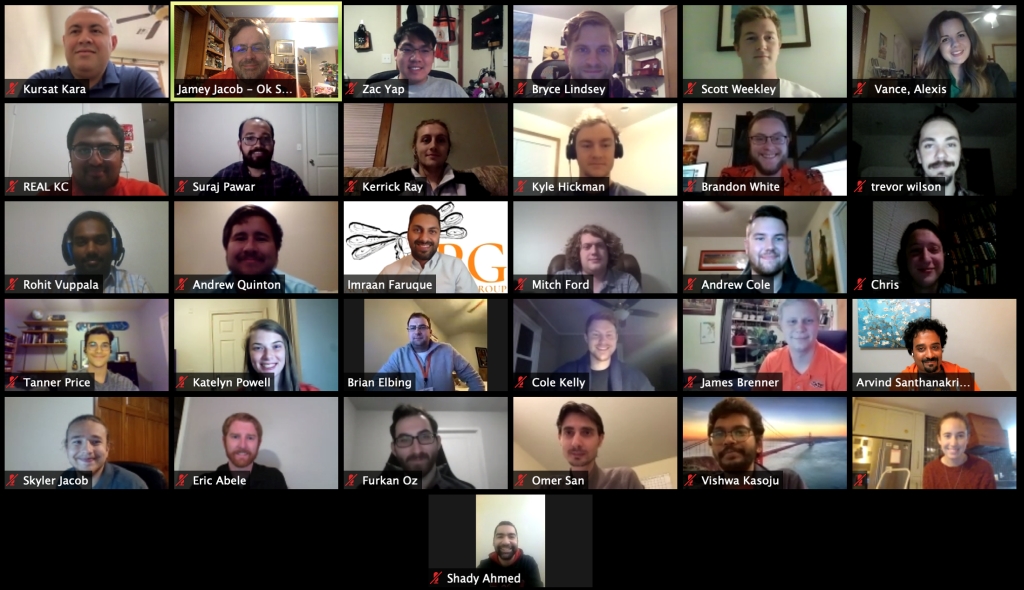 Kursat Kara
Jamey Jacob - Ok S...
Zac Yap
Bryce Lindsey
Scott Weekley
Vance, Alexis
REAL KC
Suraj Pawar
Kerrick Ray
Kyle Hickman
Brandon White
trevor wilson
Rohit Vuppala
Andrew Quinton
RG
ROUP
Imraan Faruque
Mitch Ford
Andrew Cole
Chris
Tanner Price
Katelyn Powell
Brian Elbing
Cole Kelly
James Brenner
Arvind Santhanakri...
Skyler Jacob
Eric Abele
Furkan Oz
Omer San
Vishwa Kasoju
Shady Ahmed